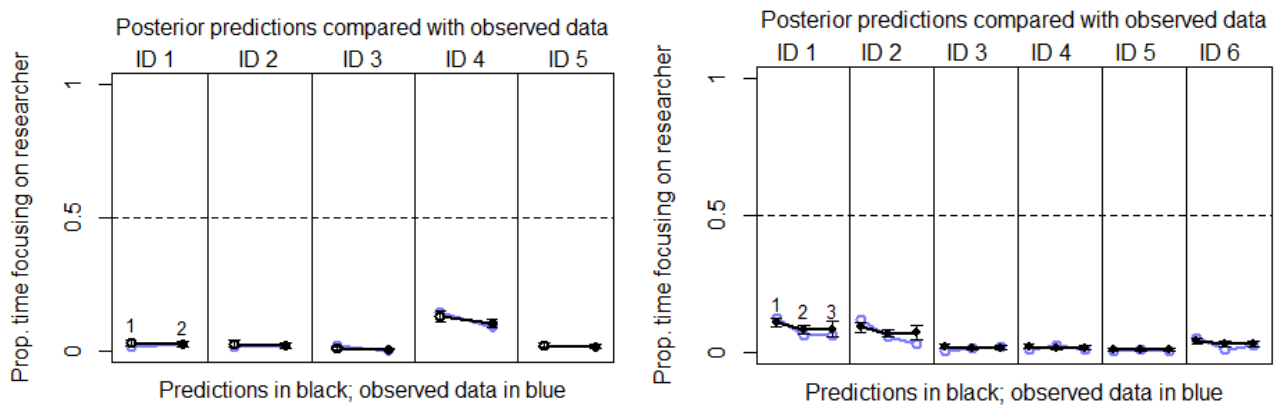 Posterior predictions compared with observed data
ID 1 ID 2 ID 3 ID 4 ID 5
Prop. time focusing on researcher
1
0.5
0
1 2
Predictions in black; observed data in blue
Posterior predictions compared with observed data
ID 1 ID 2 ID 3 ID 4 ID 5 ID 6
Prop. time focusing on researcher
1
0.5
0
1 2 3
Predictions in black; observed data in blue